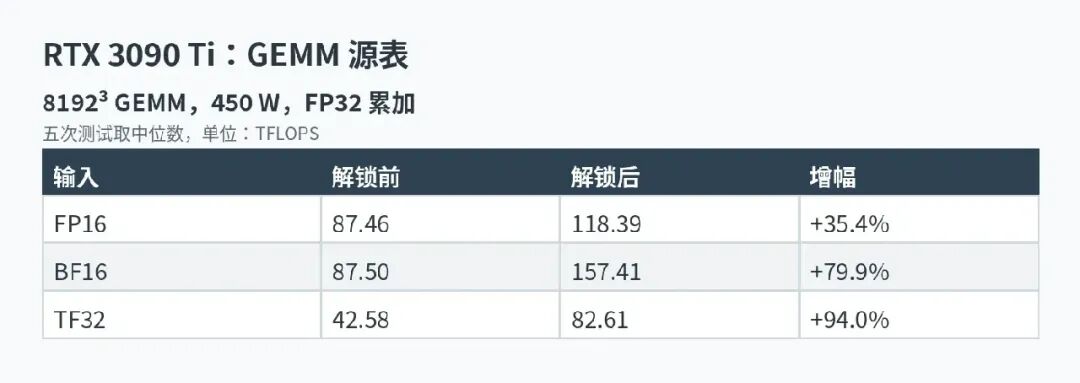 RTX 3090 Ti：GEMM 源表
8192³ GEMM，450 W，FP32 累加
五次测试取中位数，单位：TFLOPS
输入 解锁前 解锁后 增幅
FP16 87.46 118.39 +35.4%
BF16 87.50 157.41 +79.9%
TF32 42.58 82.61 +94.0%